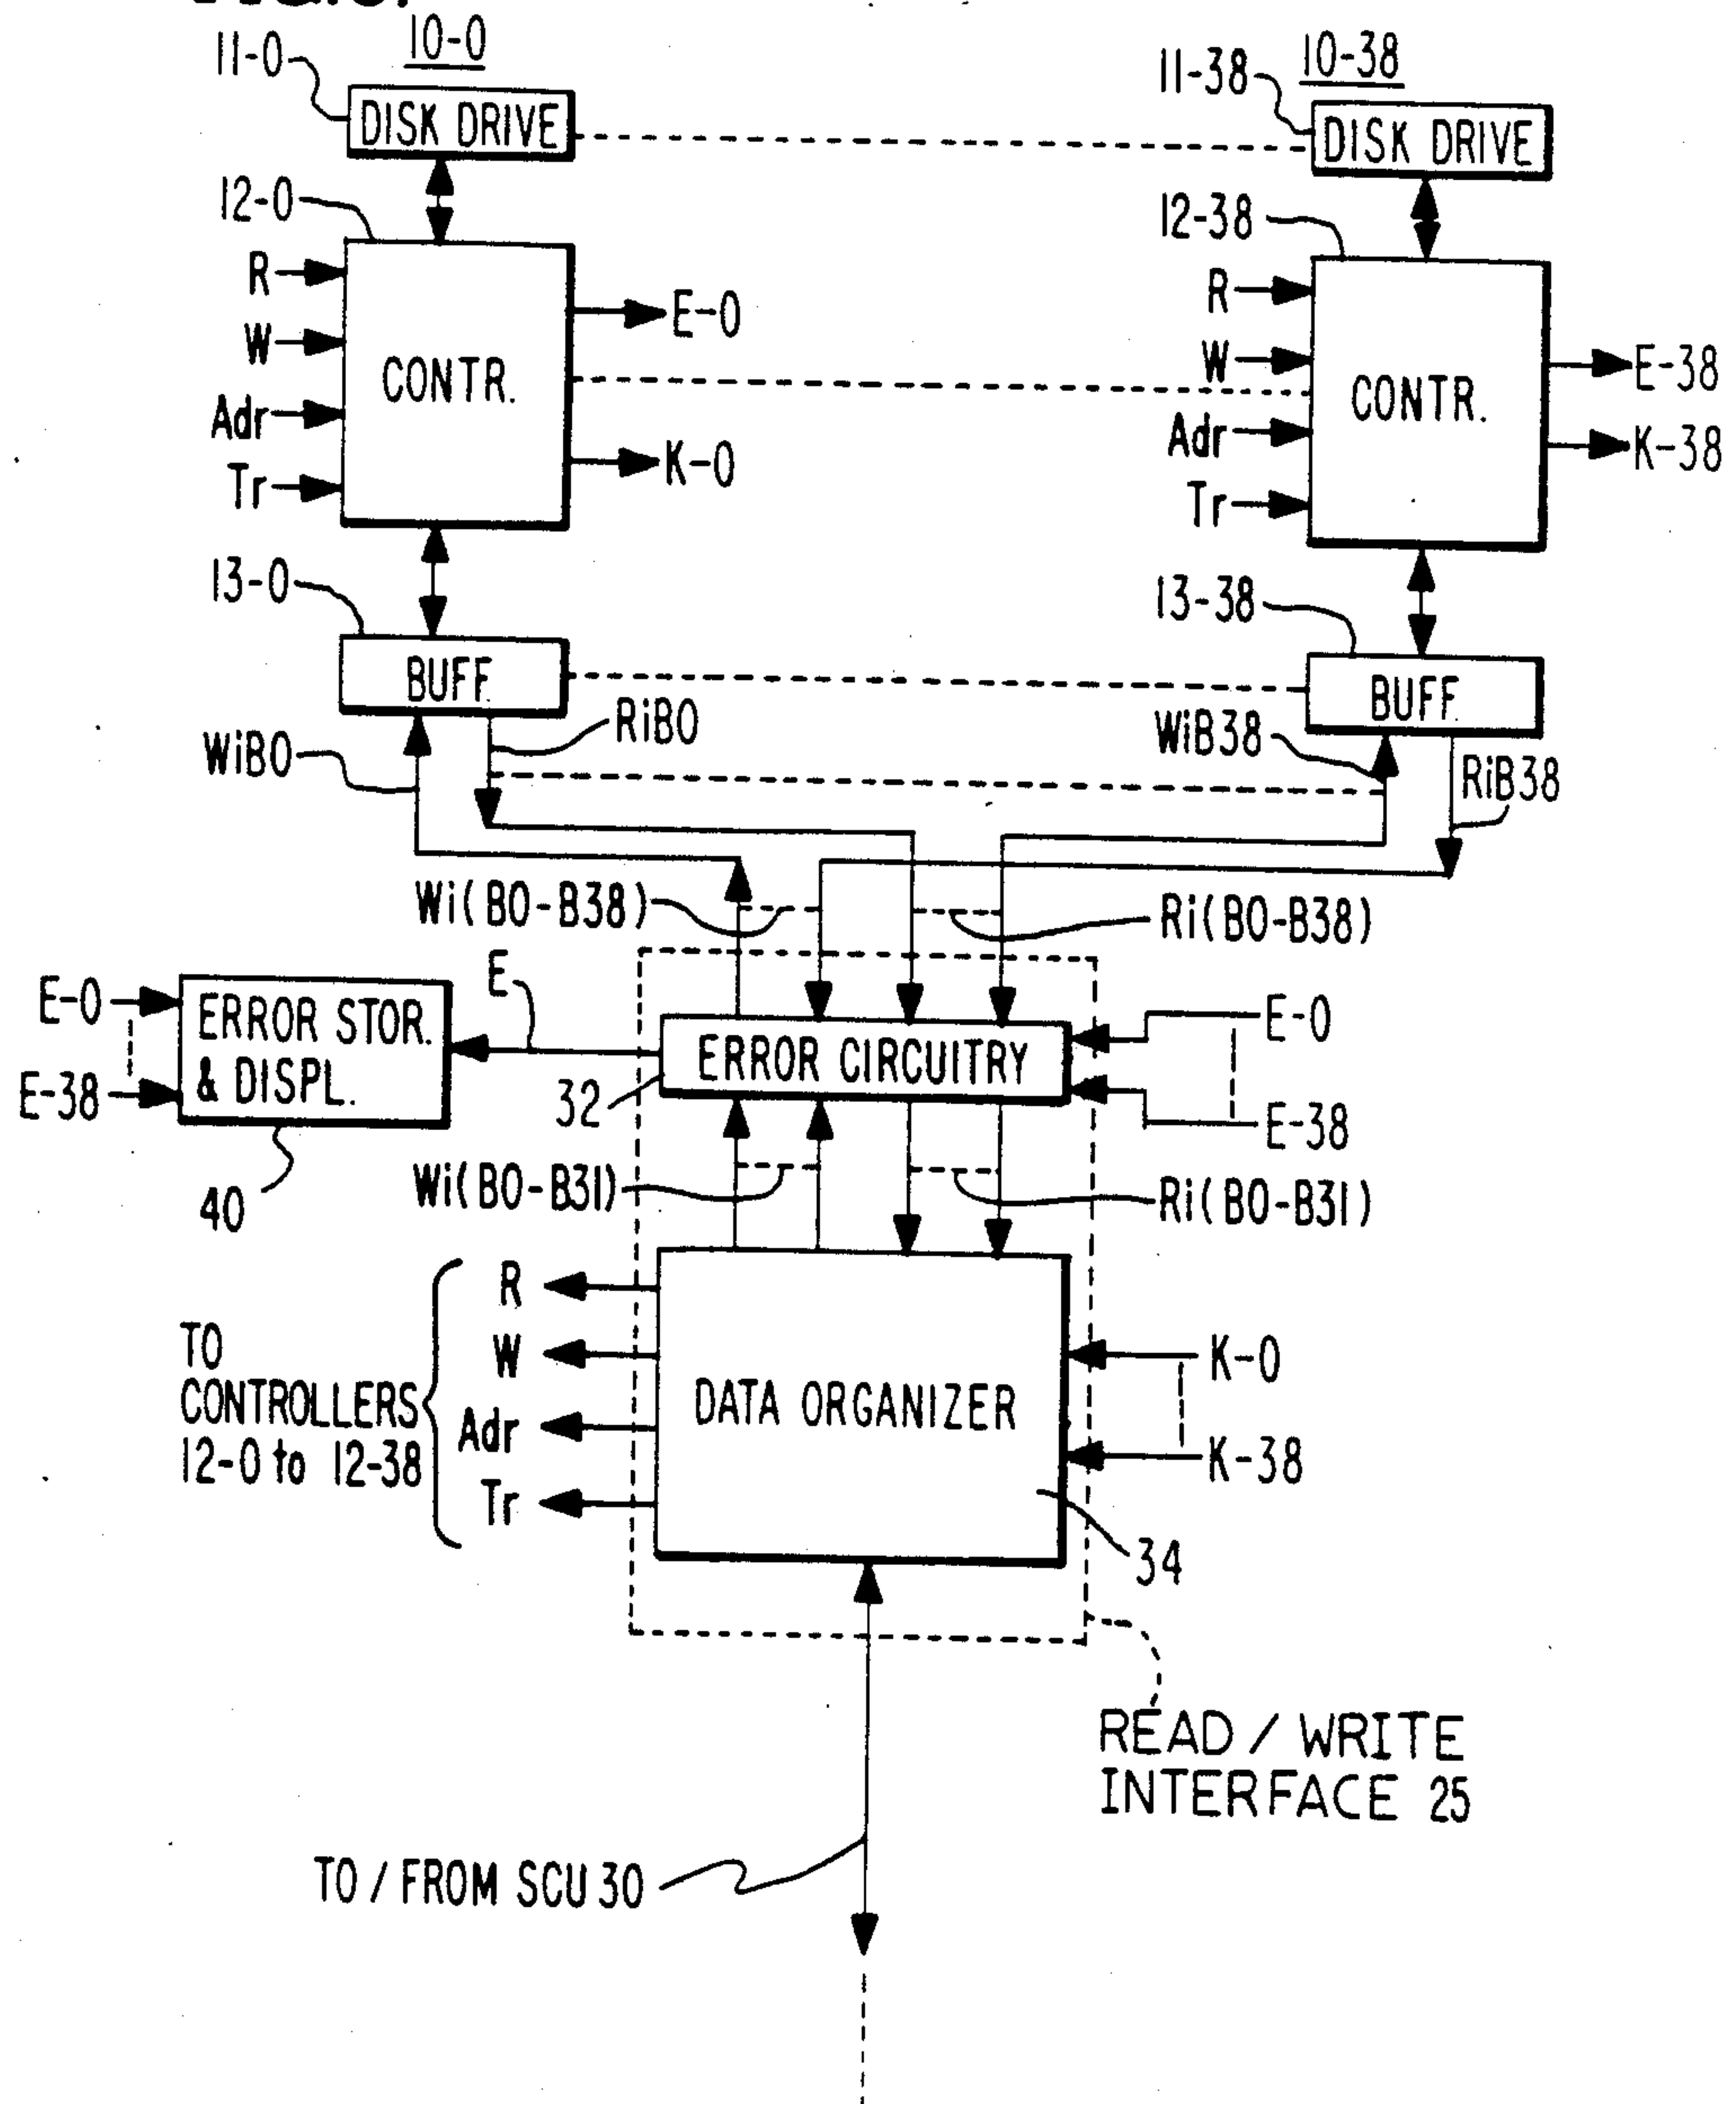 10-0
11-0
10-38
11-38
DISK DRIVE
DISK DRIVE
12-0
12-38
R
W
Adr
Tr
CONTR.
E-0
K-0
R
W
Adr
Tr
CONTR.
E-38
K-38
13-0
13-38
BUFF.
BUFF.
WiB0
RiB0
WiB38
RiB38
Wi(B0-B38)
Ri(B0-B38)
E
E-0
E-38
ERROR STOR.
& DISPL.
40
ERROR CIRCUITRY
32
E-0
E-38
Wi(B0-B31)
Ri(B0-B31)
TO
CONTROLLERS
12-0 to 12-38
R
W
Adr
Tr
DATA ORGANIZER
K-0
K-38
34
READ / WRITE
INTERFACE 25
TO / FROM SCU 30